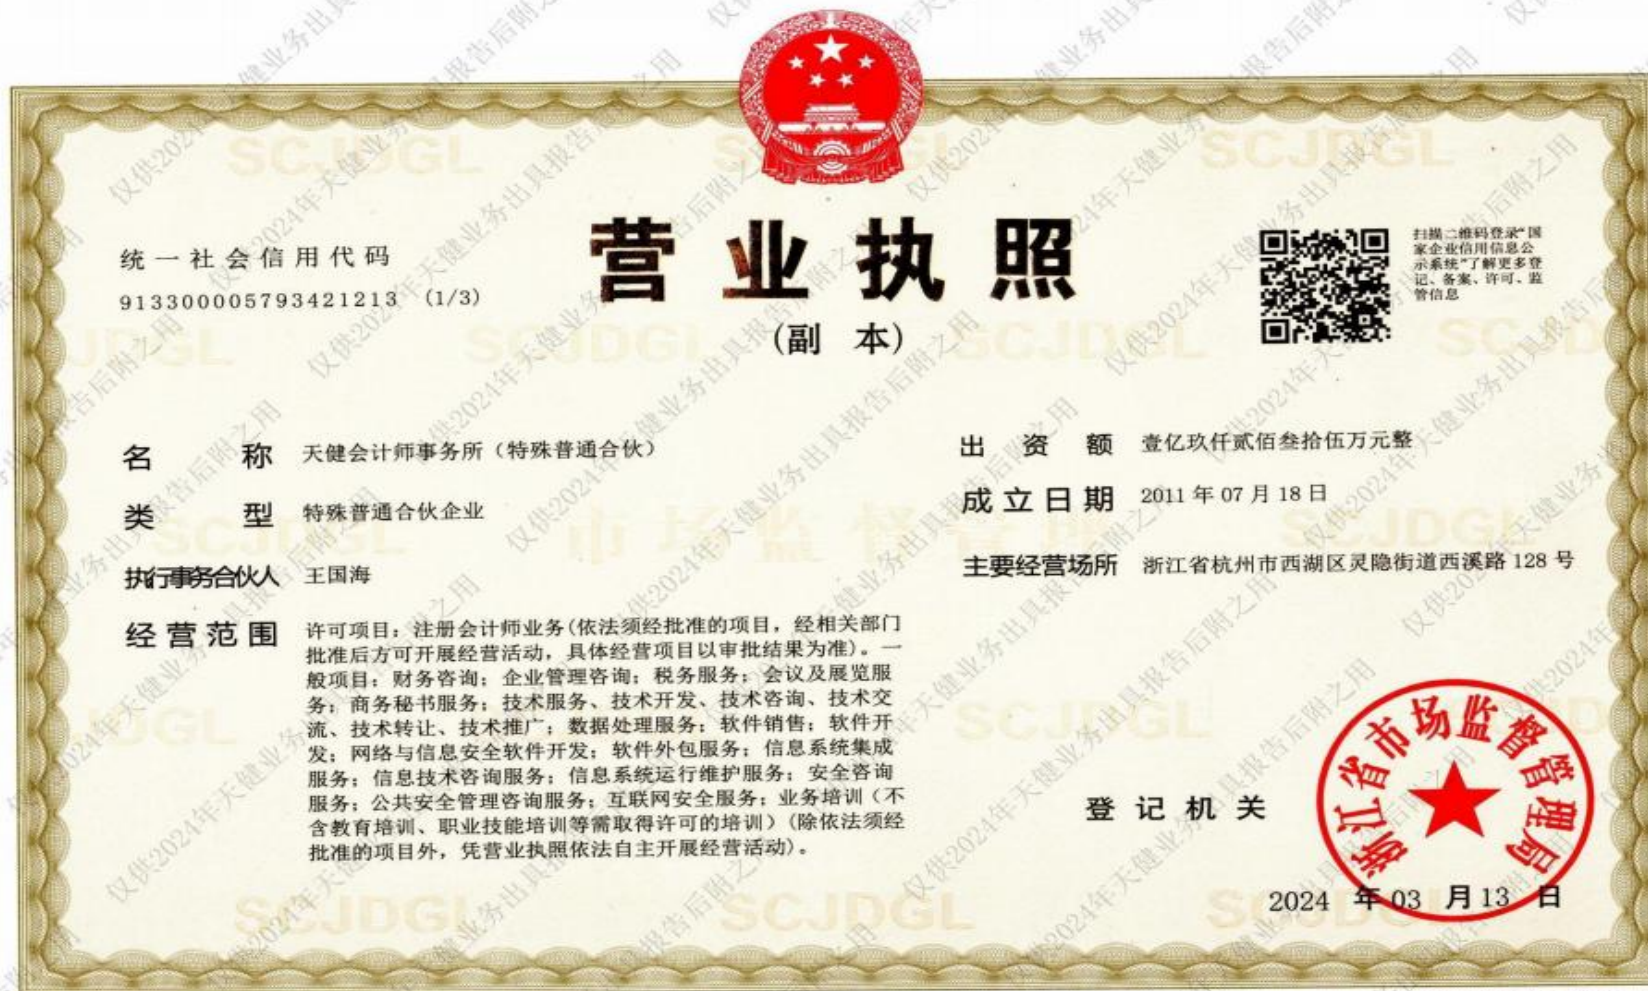 营业执照
(副 本)
统一社会信用代码
913300005793421213 (1/3)
扫描二维码登录“国
家企业信用信息公
示系统”了解更多登
记、备案、许可、监
管信息
名 称 天健会计师事务所（特殊普通合伙）
类 型 特殊普通合伙企业
执行事务合伙人 王国海
经营范围 许可项目：注册会计师业务(依法须经批准的项目，经相关部门
批准后方可开展经营活动，具体经营项目以审批结果为准)。一
般项目：财务咨询；企业管理咨询；税务服务；会议及展览服
务；商务秘书服务；技术服务、技术开发、技术咨询、技术交
流、技术转让、技术推广；数据处理服务；软件销售；软件开
发；网络与信息安全软件开发；软件外包服务；信息系统集成
服务；信息技术咨询服务；信息系统运行维护服务；安全咨询
服务；公共安全管理咨询服务；互联网安全服务；业务培训（不
含教育培训、职业技能培训等需取得许可的培训）(除依法须经
批准的项目外，凭营业执照依法自主开展经营活动)。
出 资 额 壹亿玖仟贰佰叁拾伍万元整
成立日期 2011 年 07 月 18 日
主要经营场所 浙江省杭州市西湖区灵隐街道西溪路 128 号
登记机关
浙江省市场监督管理局
2024 年 03 月 13 日
SCJDGL
市场监督管理
仅供2024年天健业务出具报告后附之用